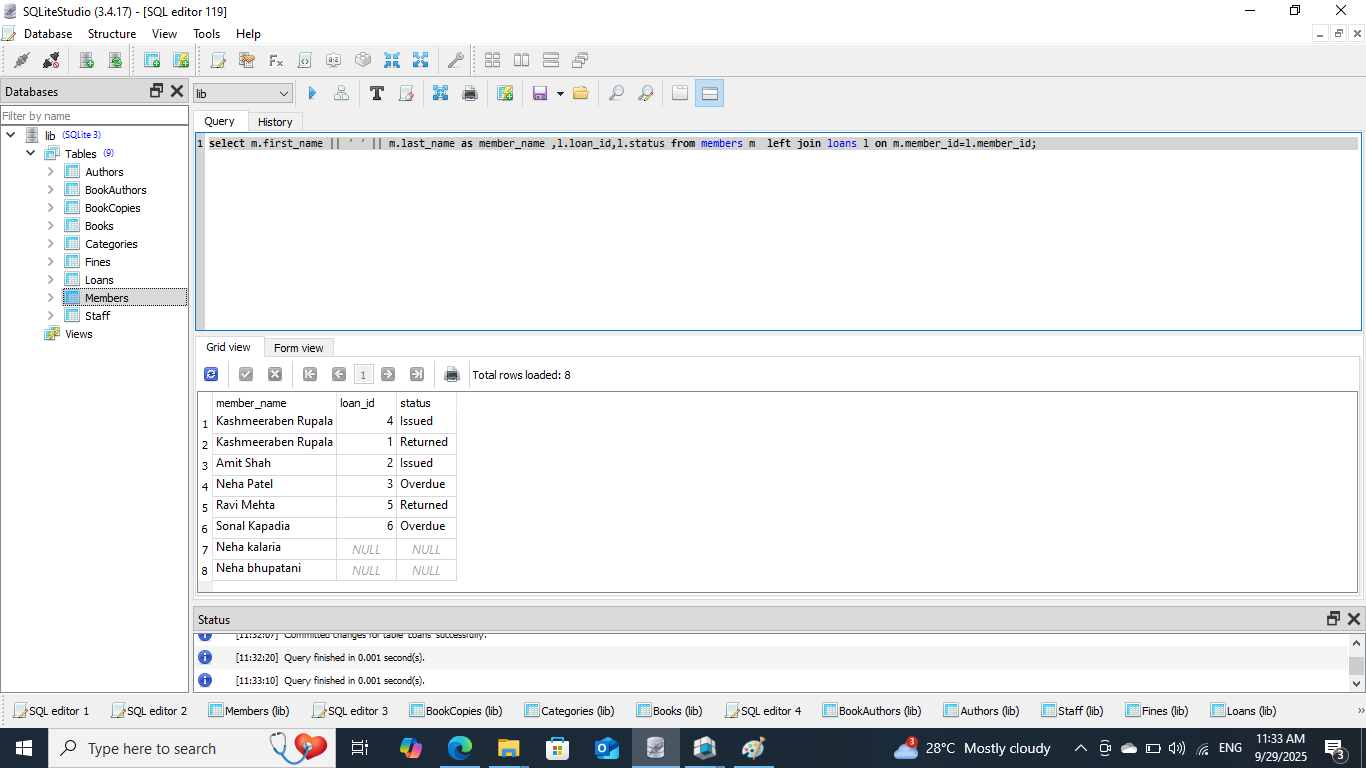 SQLiteStudio (3.4.17) - [SQL editor 119]
Database Structure View Tools Help
Databases
Filter by name
lib (SQLite 3)
Tables (9)
Authors
BookAuthors
BookCopies
Books
Categories
Fines
Loans
Members
Staff
Views
lib
Query History
1 select m.first_name || ' ' || m.last_name as member_name ,l.loan_id,l.status from members m  left join loans l on m.member_id=l.member_id;
Grid view Form view
1 Total rows loaded: 8
member_name loan_id status
1 Kashmeeraben Rupala 4 Issued
2 Kashmeeraben Rupala 1 Returned
3 Amit Shah 2 Issued
4 Neha Patel 3 Overdue
5 Ravi Mehta 5 Returned
6 Sonal Kapadia 6 Overdue
7 Neha kalaria NULL NULL
8 Neha bhupatani NULL NULL
Status
[11:32:07] Committed changes for table 'Loans' successfully.
[11:32:20] Query finished in 0.001 second(s).
[11:33:10] Query finished in 0.001 second(s).
SQL editor 1 SQL editor 2 Members (lib) SQL editor 3 BookCopies (lib) Categories (lib) Books (lib) SQL editor 4 BookAuthors (lib) Authors (lib) Staff (lib) Fines (lib) Loans (lib) »
Type here to search
3 28°C Mostly cloudy
ENG
11:33 AM
9/29/2025
3